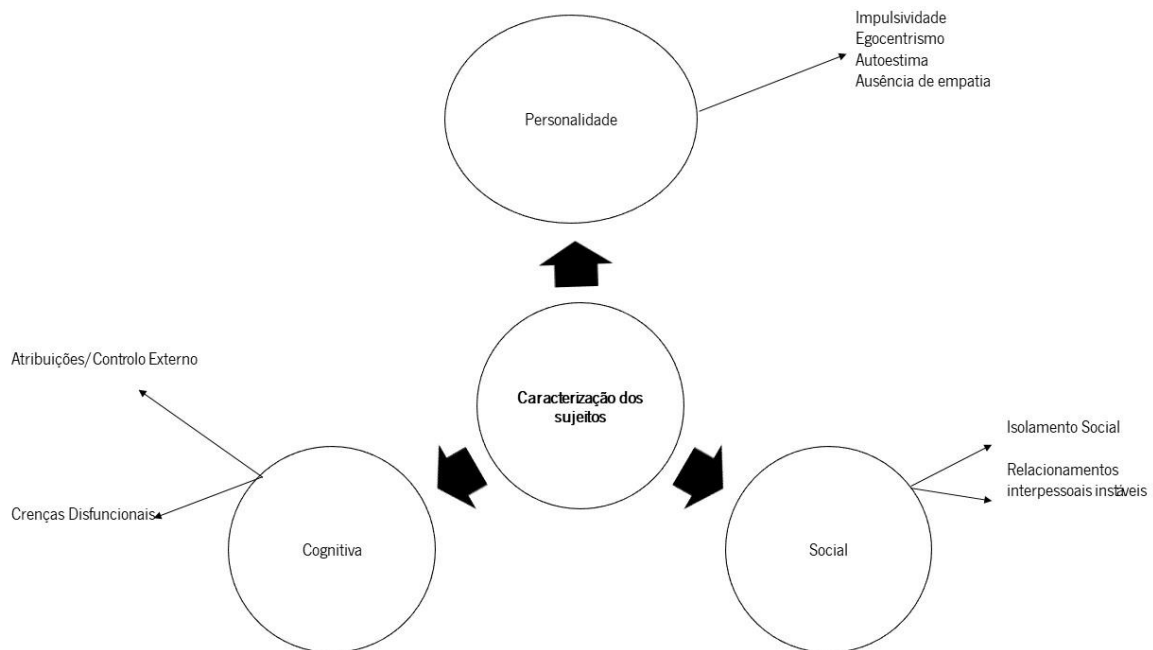 Impulsividade
Egocentrismo
Autoestima
Ausência de empatia
Personalidade
Atribuições/Controlo Externo
Caracterização dos
sujeitos
Isolamento Social
Relacionamentos
interpessoais instáveis
Crenças Disfuncionais
Cognitiva
Social